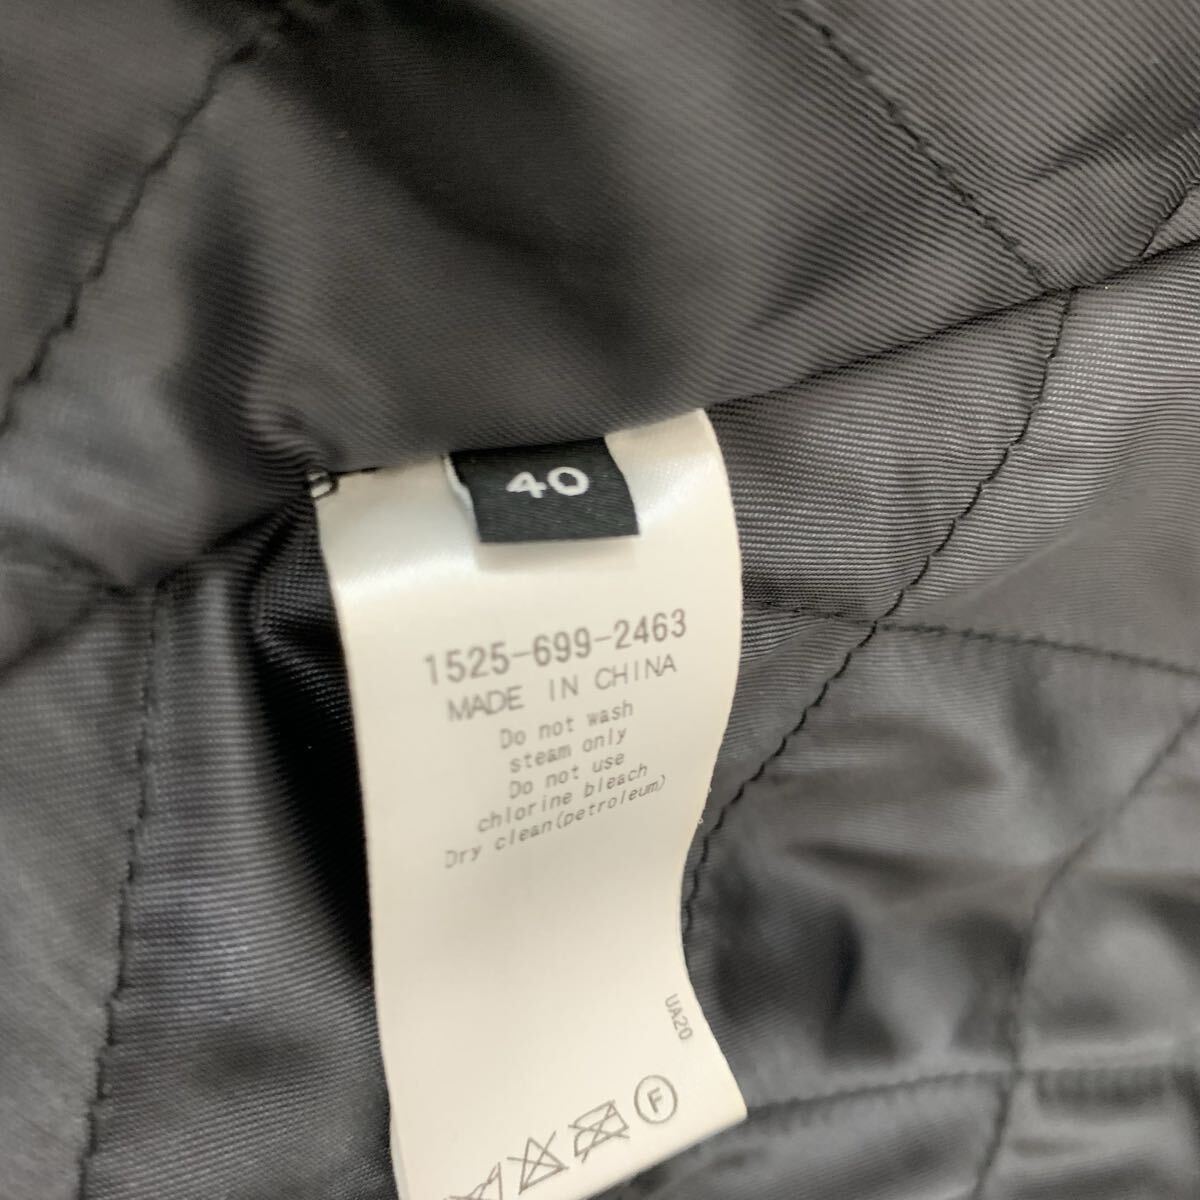 40
1525-699-2463
MADE IN CHINA
Do not wash
steam only
Do not use
chlorine bleach
Dry clean(petroleum)
UA20
F